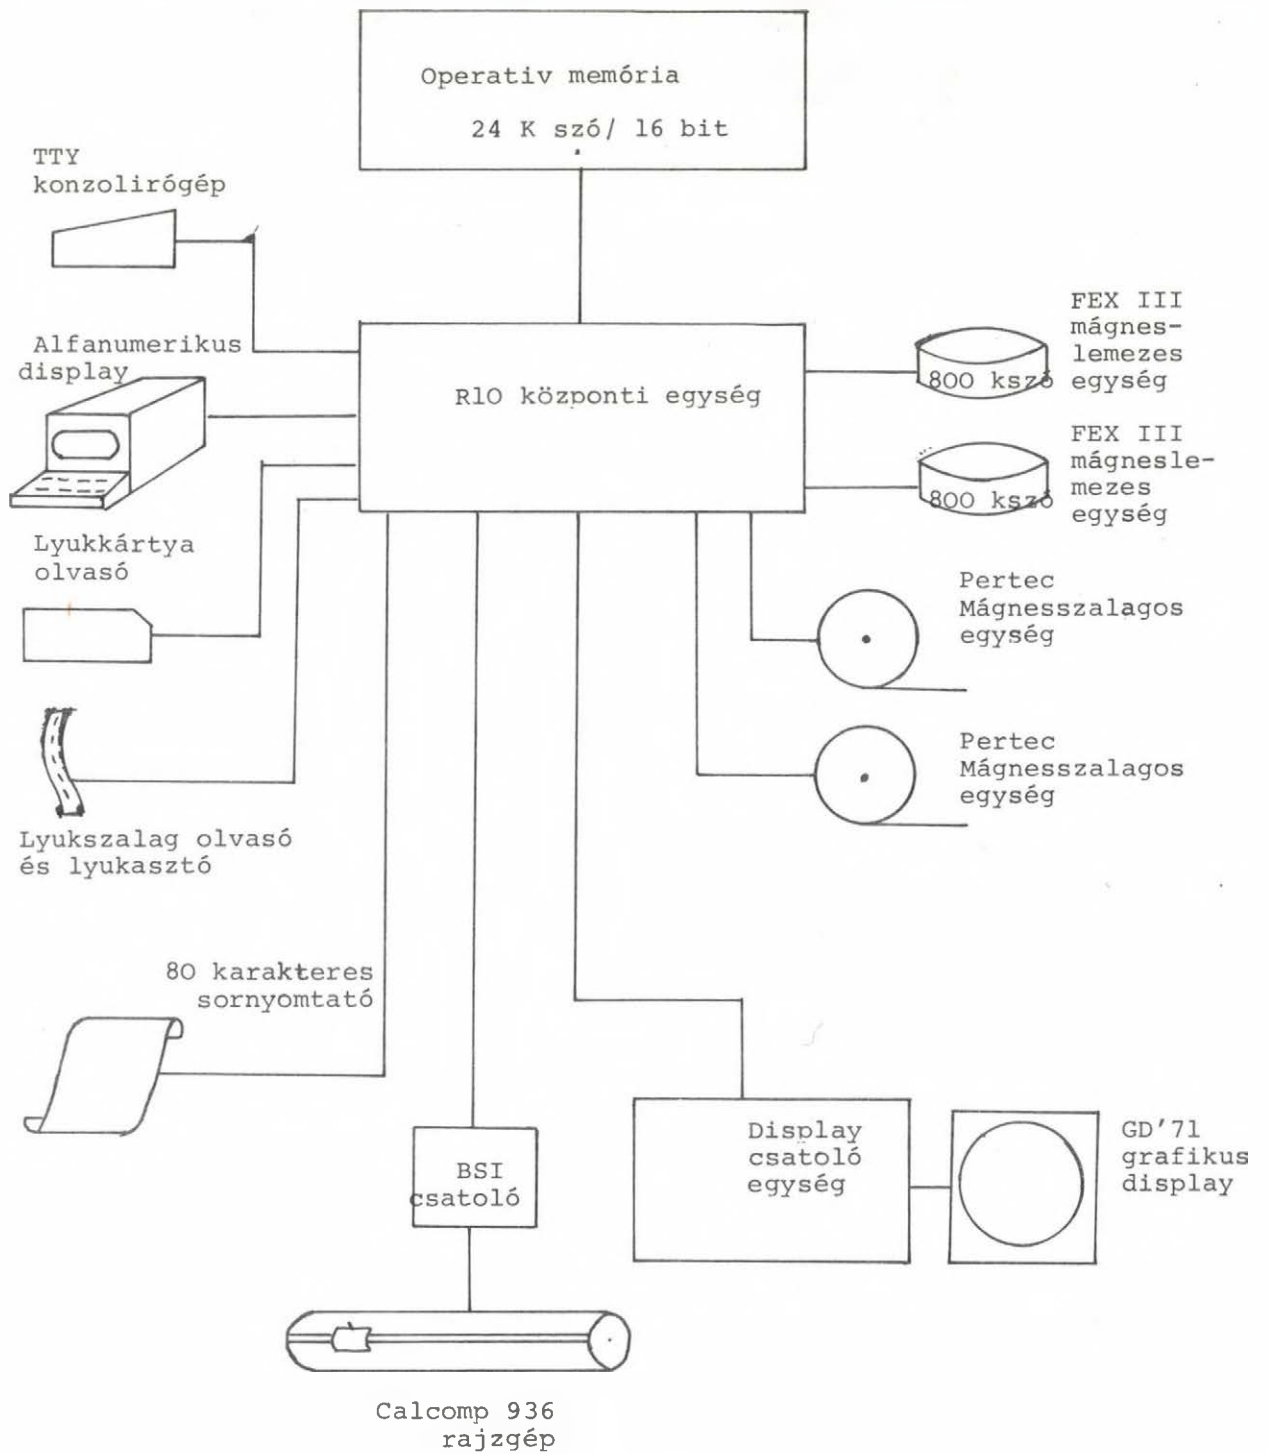 Operativ memória
24 K szó/ 16 bit
TTY
konzolirógép
Alfanumerikus
display
R10 központi egység
FEX III
mágnes-
lemezes
egység
800 kszó
FEX III
mágnesle-
mezes
egység
800 kszó
Lyukkártya
olvasó
Pertec
Mágnesszalagos
egység
Pertec
Mágnesszalagos
egység
Lyukszalag olvasó
és lyukasztó
80 karakteres
sornyomtató
BSI
csatoló
Display
csatoló
egység
GD'71
grafikus
display
Calcomp 936
rajzgép